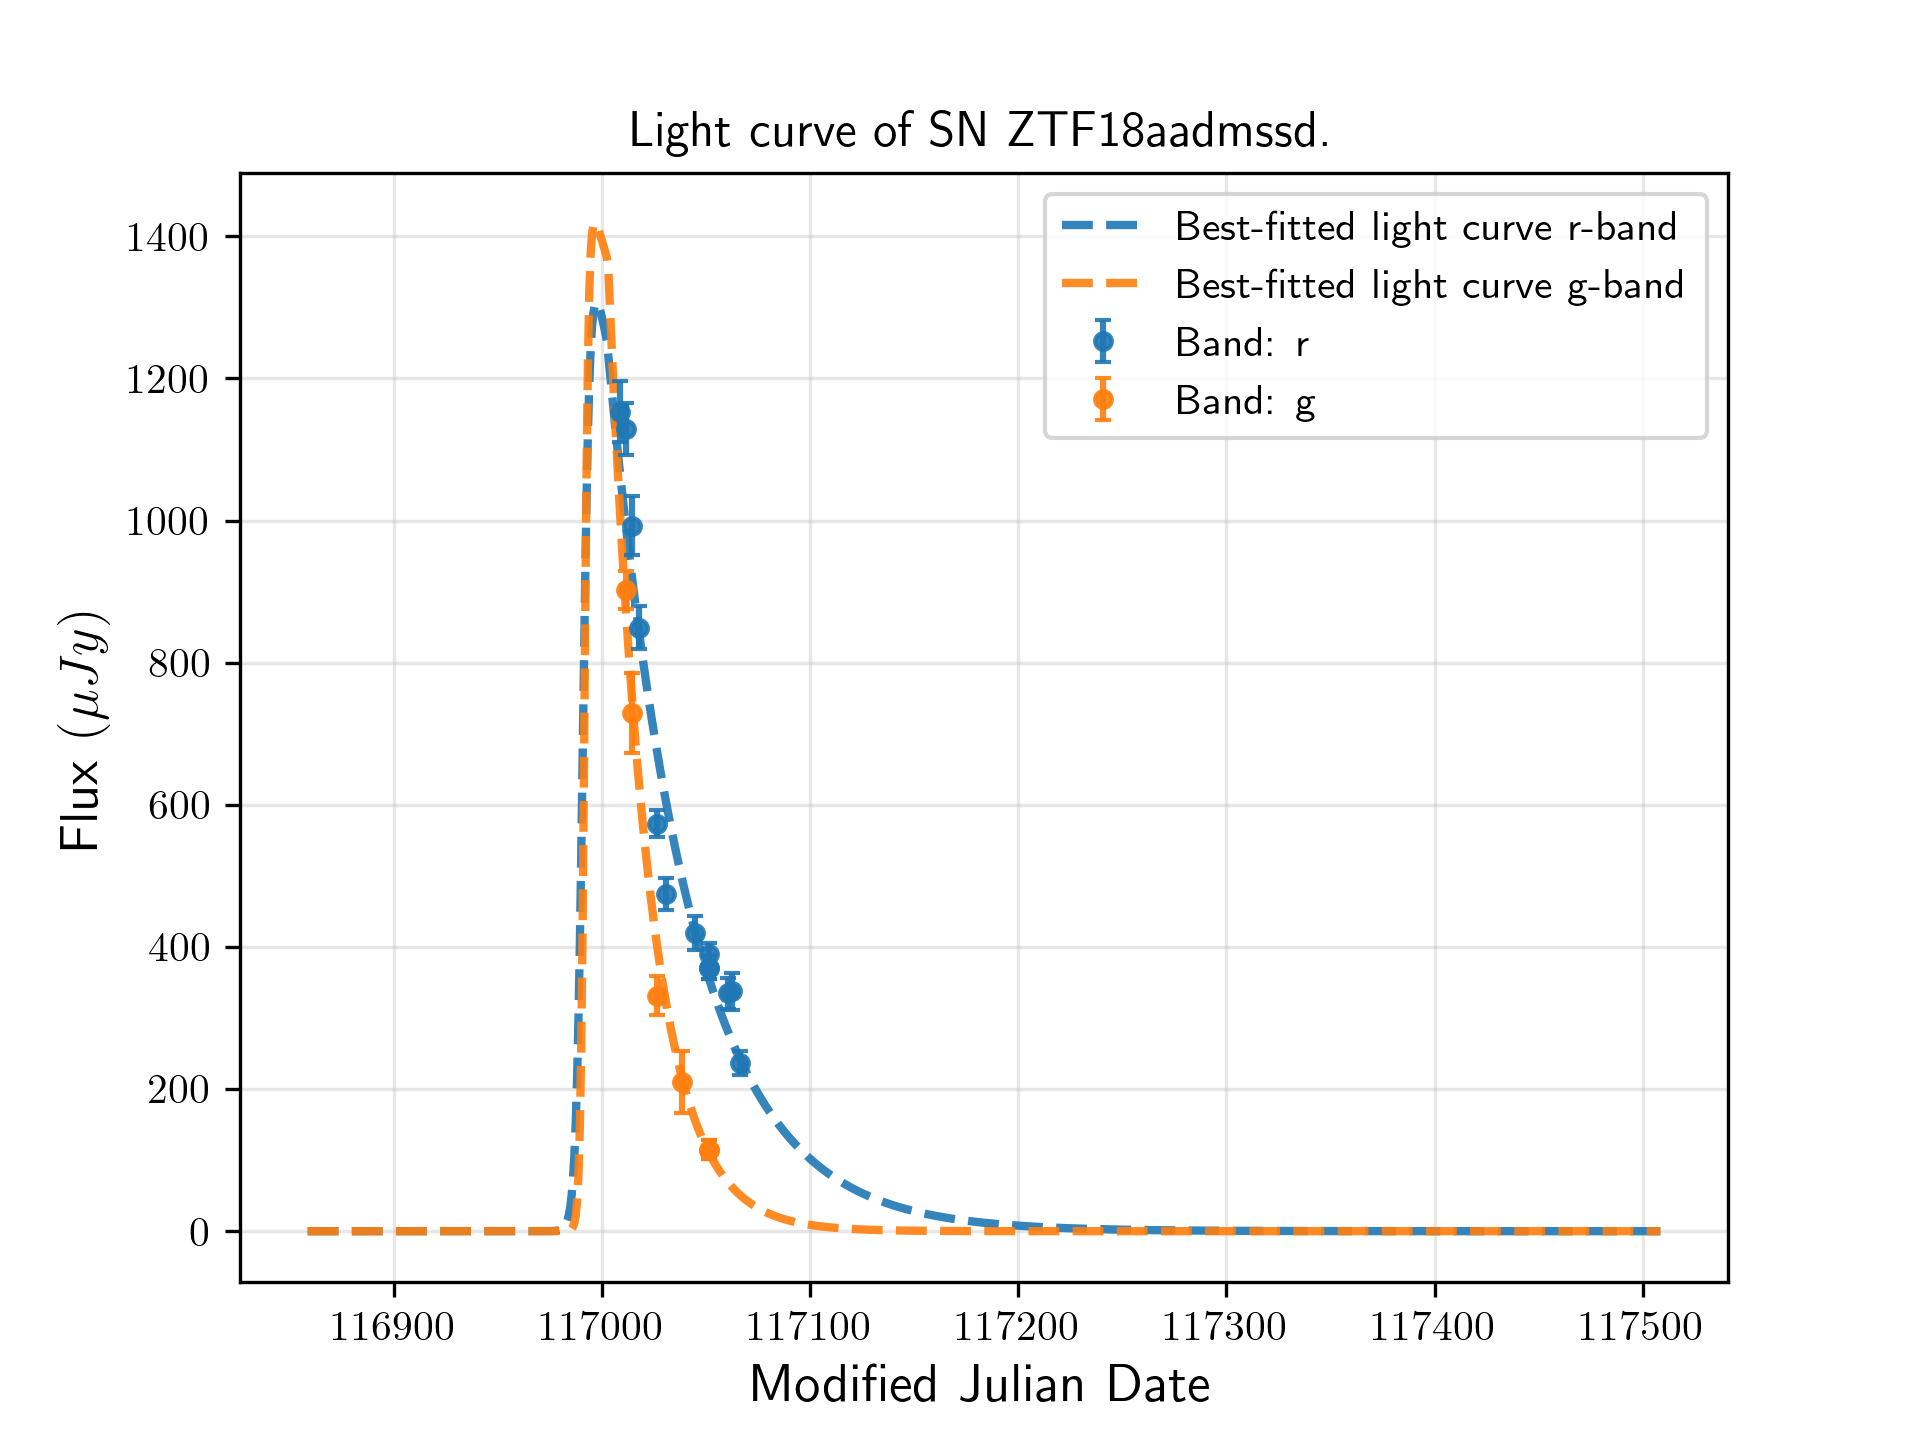 Light curve of SN ZTF18aadmssd.
Best-fitted light curve r-band
Best-fitted light curve g-band
Band: r
Band: g
1400
1200
1000
800
600
400
200
0
Flux (μJy)
116900 117000 117100 117200 117300 117400 117500
Modified Julian Date